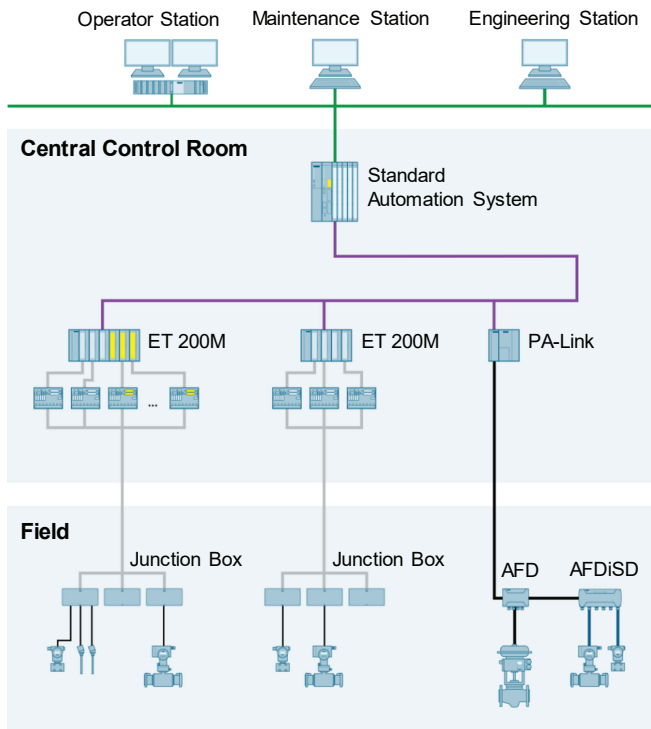 Operator Station
Maintenance Station
Engineering Station
Central Control Room
Standard
Automation System
ET 200M
ET 200M
PA-Link
...
Field
Junction Box
Junction Box
AFD
AFDiSD